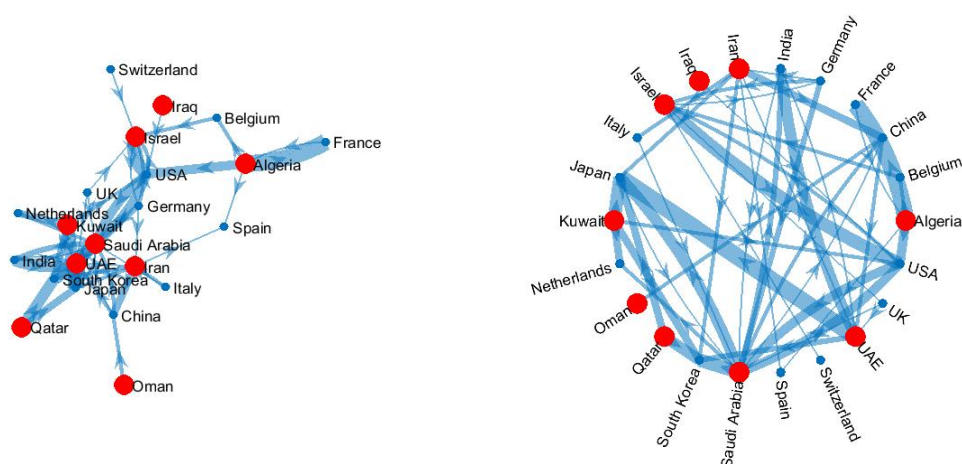 Switzerland
Iraq
Belgium
Israel
France
Algeria
USA
UK
Germany
Netherlands
Kuwait
Spain
Saudi Arabia
India
UAE
Iran
South Korea
Japan
Italy
China
Qatar
Oman
Iran
India
Germany
Iraq
France
Israel
China
Italy
Japan
Belgium
Kuwait
Algeria
Netherlands
USA
Oman
UK
Qatar
UAE
South Korea
Saudi Arabia
Spain
Switzerland